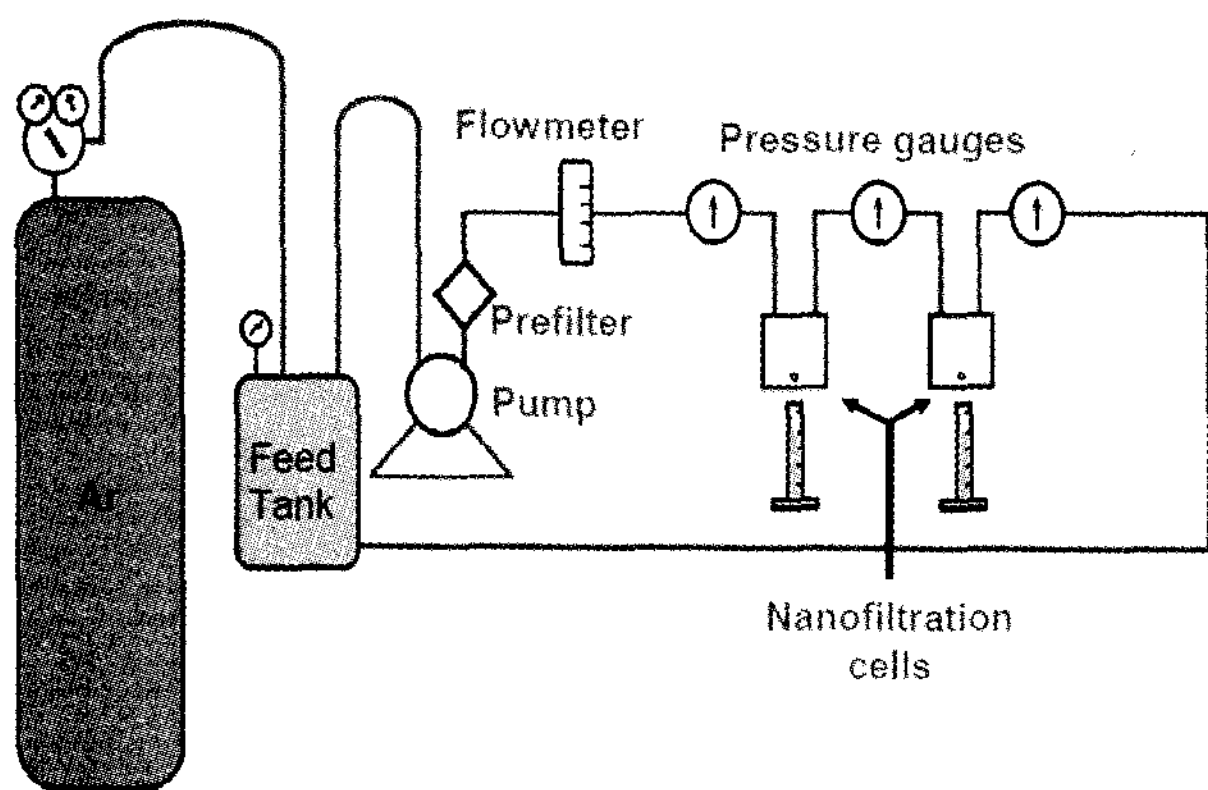 Flowmeter
Pressure gauges
Prefilter
Pump
Feed
Tank
Ar
Nanofiltration
cells